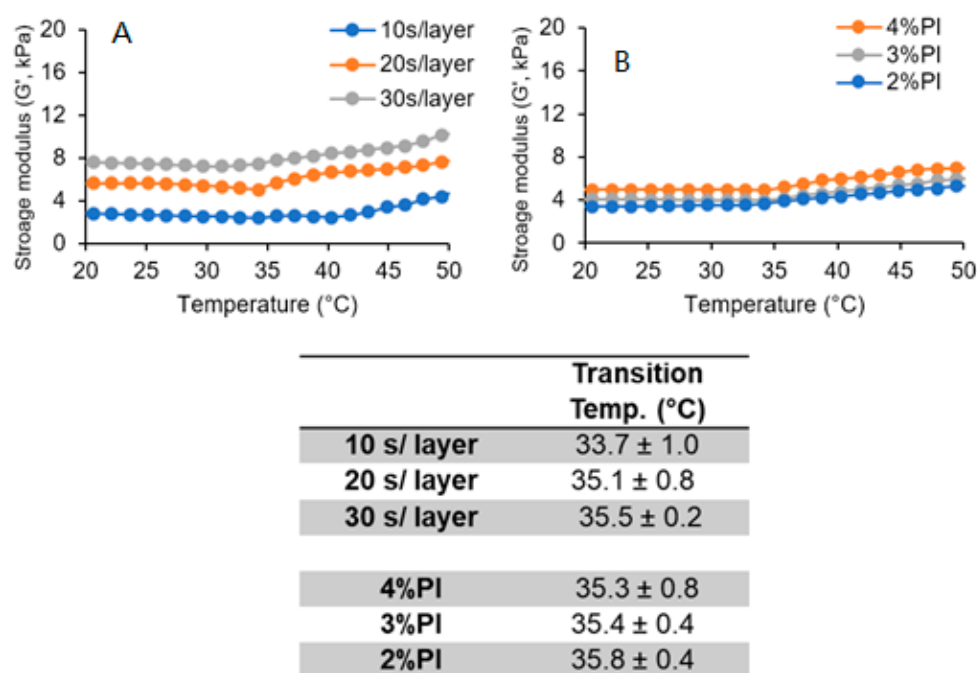 A
10s/layer
20s/layer
30s/layer
Stroage modulus (G', kPa)
20
16
12
8
4
0
20 25 30 35 40 45 50
Temperature (°C)
B
4%PI
3%PI
2%PI
Stroage modulus (G', kPa)
20
16
12
8
4
0
20 25 30 35 40 45 50
Temperature (°C)
Transition
Temp. (°C)
10 s/ layer 33.7 ± 1.0
20 s/ layer 35.1 ± 0.8
30 s/ layer 35.5 ± 0.2
4%PI 35.3 ± 0.8
3%PI 35.4 ± 0.4
2%PI 35.8 ± 0.4